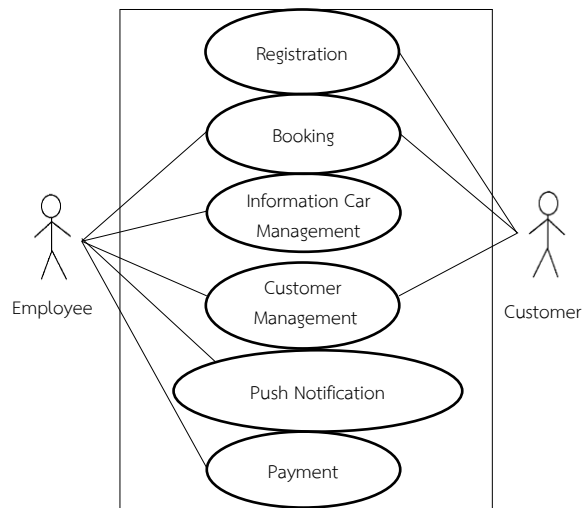 Registration
Booking
Information Car
Management
Customer
Management
Employee
Customer
Push Notification
Payment